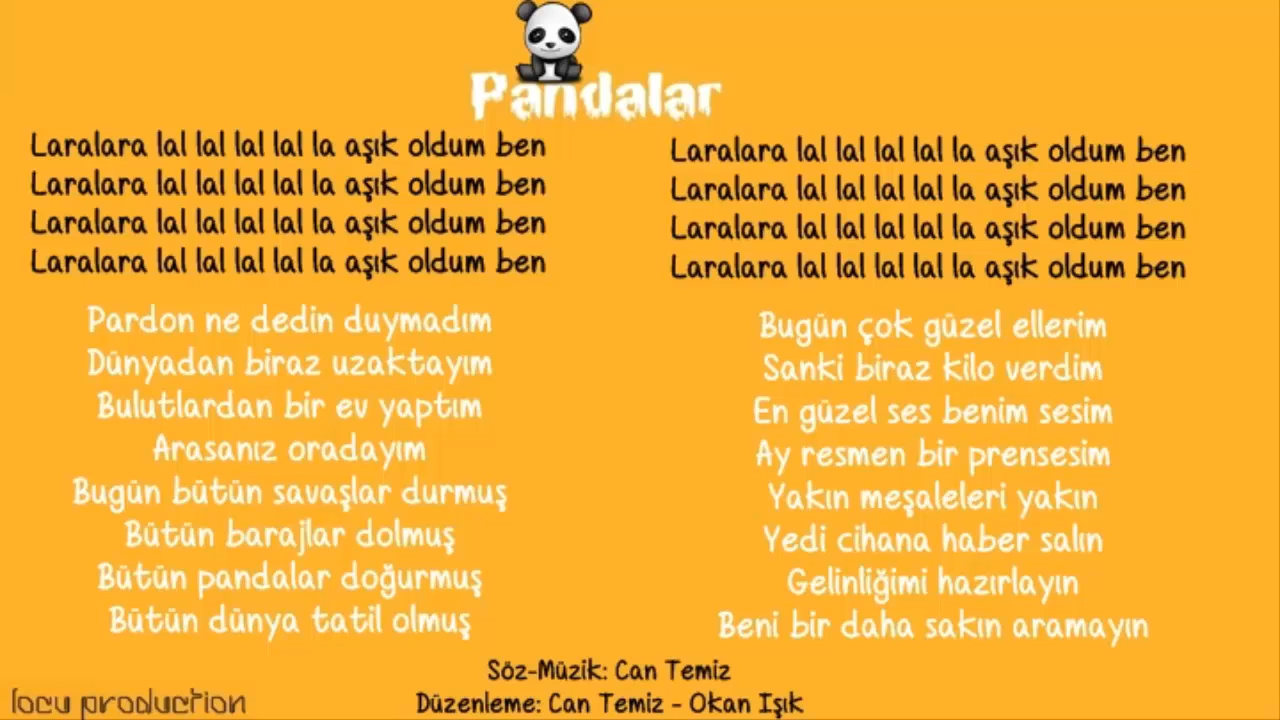 Pandalar
Laralara lal lal lal lal la aşık oldum ben
Laralara lal lal lal lal la aşık oldum ben
Laralara lal lal lal lal la aşık oldum ben
Laralara lal lal lal lal la aşık oldum ben
Pardon ne dedin duymadım
Dünyadan biraz uzaktayım
Bulutlardan bir ev yaptım
Arasanız oradayım
Bugün bütün savaşlar durmuş
Bütün barajlar dolmuş
Bütün pandalar doğurmuş
Bütün dünya tatil olmuş
Laralara lal lal lal lal la aşık oldum ben
Laralara lal lal lal lal la aşık oldum ben
Laralara lal lal lal lal la aşık oldum ben
Laralara lal lal lal lal la aşık oldum ben
Bugün çok güzel ellerim
Sanki biraz kilo verdim
En güzel ses benim sesim
Ay resmen bir prensesim
Yakın meşaleleri yakın
Yedi cihana haber salın
Gelinliğimi hazırlayın
Beni bir daha sakın aramayın
Söz-Müzik: Can Temiz
Düzenleme: Can Temiz - Okan Işık
locu production